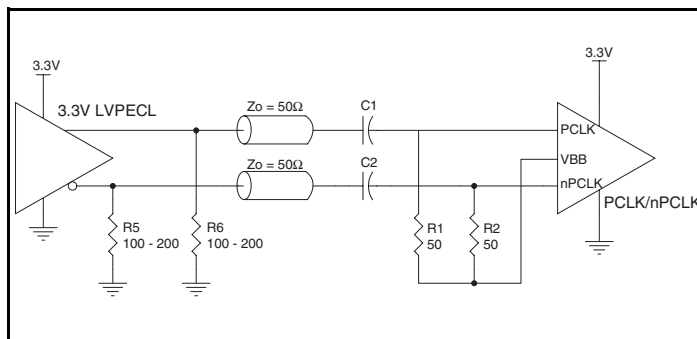 3.3V
3.3V
3.3V LVPECL
Zo = 50Ω
C1
PCLK
VBB
Zo = 50Ω
C2
nPCLK
PCLK/nPCLK
R5
100 - 200
R6
100 - 200
R1
50
R2
50